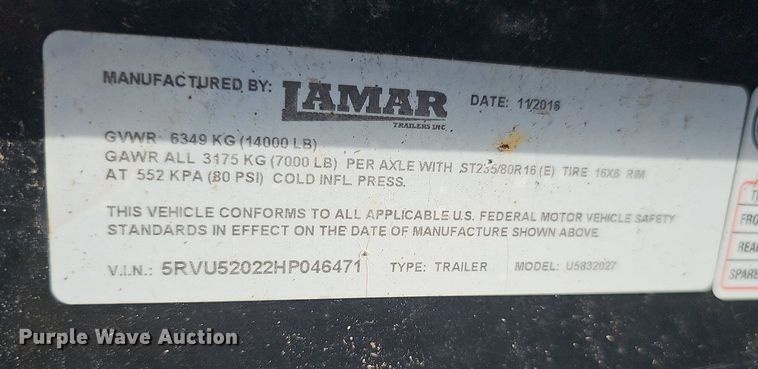 MANUFACTURED BY: LAMAR TRAILERS INC DATE: 11/2016
GVWR 6349 KG (14000 LB)
GAWR ALL 3175 KG (7000 LB) PER AXLE WITH ST235/80R16 (E) TIRE 16X6 RIM
AT 552 KPA (80 PSI) COLD INFL PRESS.
THIS VEHICLE CONFORMS TO ALL APPLICABLE U.S. FEDERAL MOTOR VEHICLE SAFETY
STANDARDS IN EFFECT ON THE DATE OF MANUFACTURE SHOWN ABOVE
V.I.N.: 5RVU52022HP046471 TYPE: TRAILER MODEL: U5832027
SPARE
Purple Wave Auction